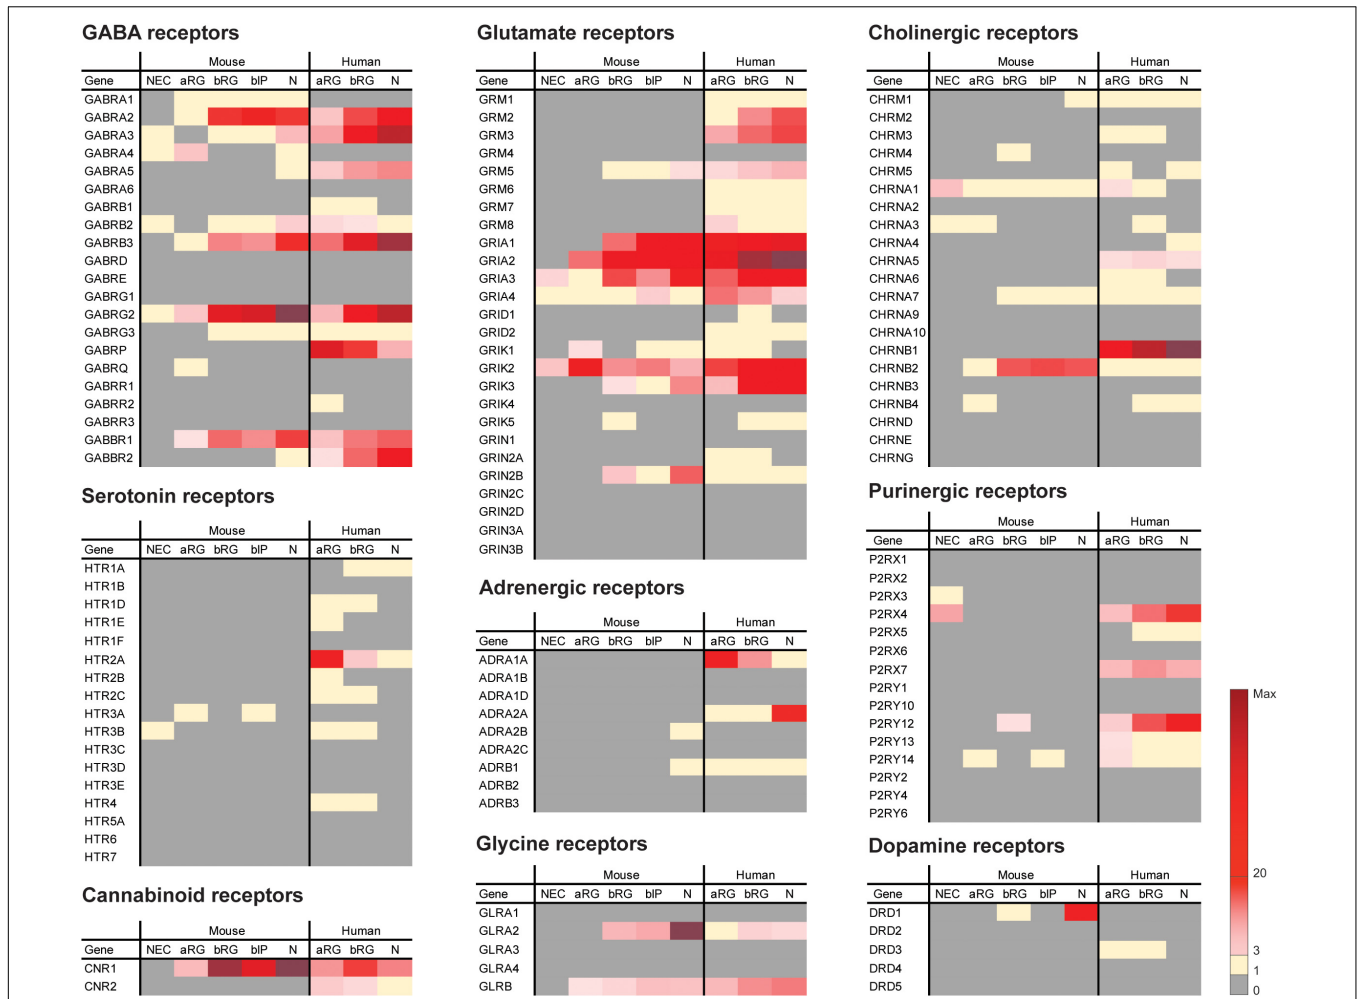 GABA receptors
Mouse Human
Gene NEC aRG bRG bIP N aRG bRG N
GABRA1
GABRA2
GABRA3
GABRA4
GABRA5
GABRA6
GABRB1
GABRB2
GABRB3
GABRD
GABRE
GABRG1
GABRG2
GABRG3
GABRP
GABRQ
GABRR1
GABRR2
GABRR3
GABBR1
GABBR2
Serotonin receptors
Mouse Human
Gene NEC aRG bRG bIP N aRG bRG N
HTR1A
HTR1B
HTR1D
HTR1E
HTR1F
HTR2A
HTR2B
HTR2C
HTR3A
HTR3B
HTR3C
HTR3D
HTR3E
HTR4
HTR5A
HTR6
HTR7
Cannabinoid receptors
Mouse Human
Gene NEC aRG bRG bIP N aRG bRG N
CNR1
CNR2
Glutamate receptors
Mouse Human
Gene NEC aRG bRG bIP N aRG bRG N
GRM1
GRM2
GRM3
GRM4
GRM5
GRM6
GRM7
GRM8
GRIA1
GRIA2
GRIA3
GRIA4
GRID1
GRID2
GRIK1
GRIK2
GRIK3
GRIK4
GRIK5
GRIN1
GRIN2A
GRIN2B
GRIN2C
GRIN2D
GRIN3A
GRIN3B
Adrenergic receptors
Mouse Human
Gene NEC aRG bRG bIP N aRG bRG N
ADRA1A
ADRA1B
ADRA1D
ADRA2A
ADRA2B
ADRA2C
ADRB1
ADRB2
ADRB3
Glycine receptors
Mouse Human
Gene NEC aRG bRG bIP N aRG bRG N
GLRA1
GLRA2
GLRA3
GLRA4
GLRB
Cholinergic receptors
Mouse Human
Gene NEC aRG bRG bIP N aRG bRG N
CHRM1
CHRM2
CHRM3
CHRM4
CHRM5
CHRNA1
CHRNA2
CHRNA3
CHRNA4
CHRNA5
CHRNA6
CHRNA7
CHRNA9
CHRNA10
CHRNB1
CHRNB2
CHRNB3
CHRNB4
CHRND
CHRNE
CHRNG
Purinergic receptors
Mouse Human
Gene NEC aRG bRG bIP N aRG bRG N
P2RX1
P2RX2
P2RX3
P2RX4
P2RX5
P2RX6
P2RX7
P2RY1
P2RY10
P2RY12
P2RY13
P2RY14
P2RY2
P2RY4
P2RY6
Dopamine receptors
Mouse Human
Gene NEC aRG bRG bIP N aRG bRG N
DRD1
DRD2
DRD3
DRD4
DRD5
Max
20
3
1
0